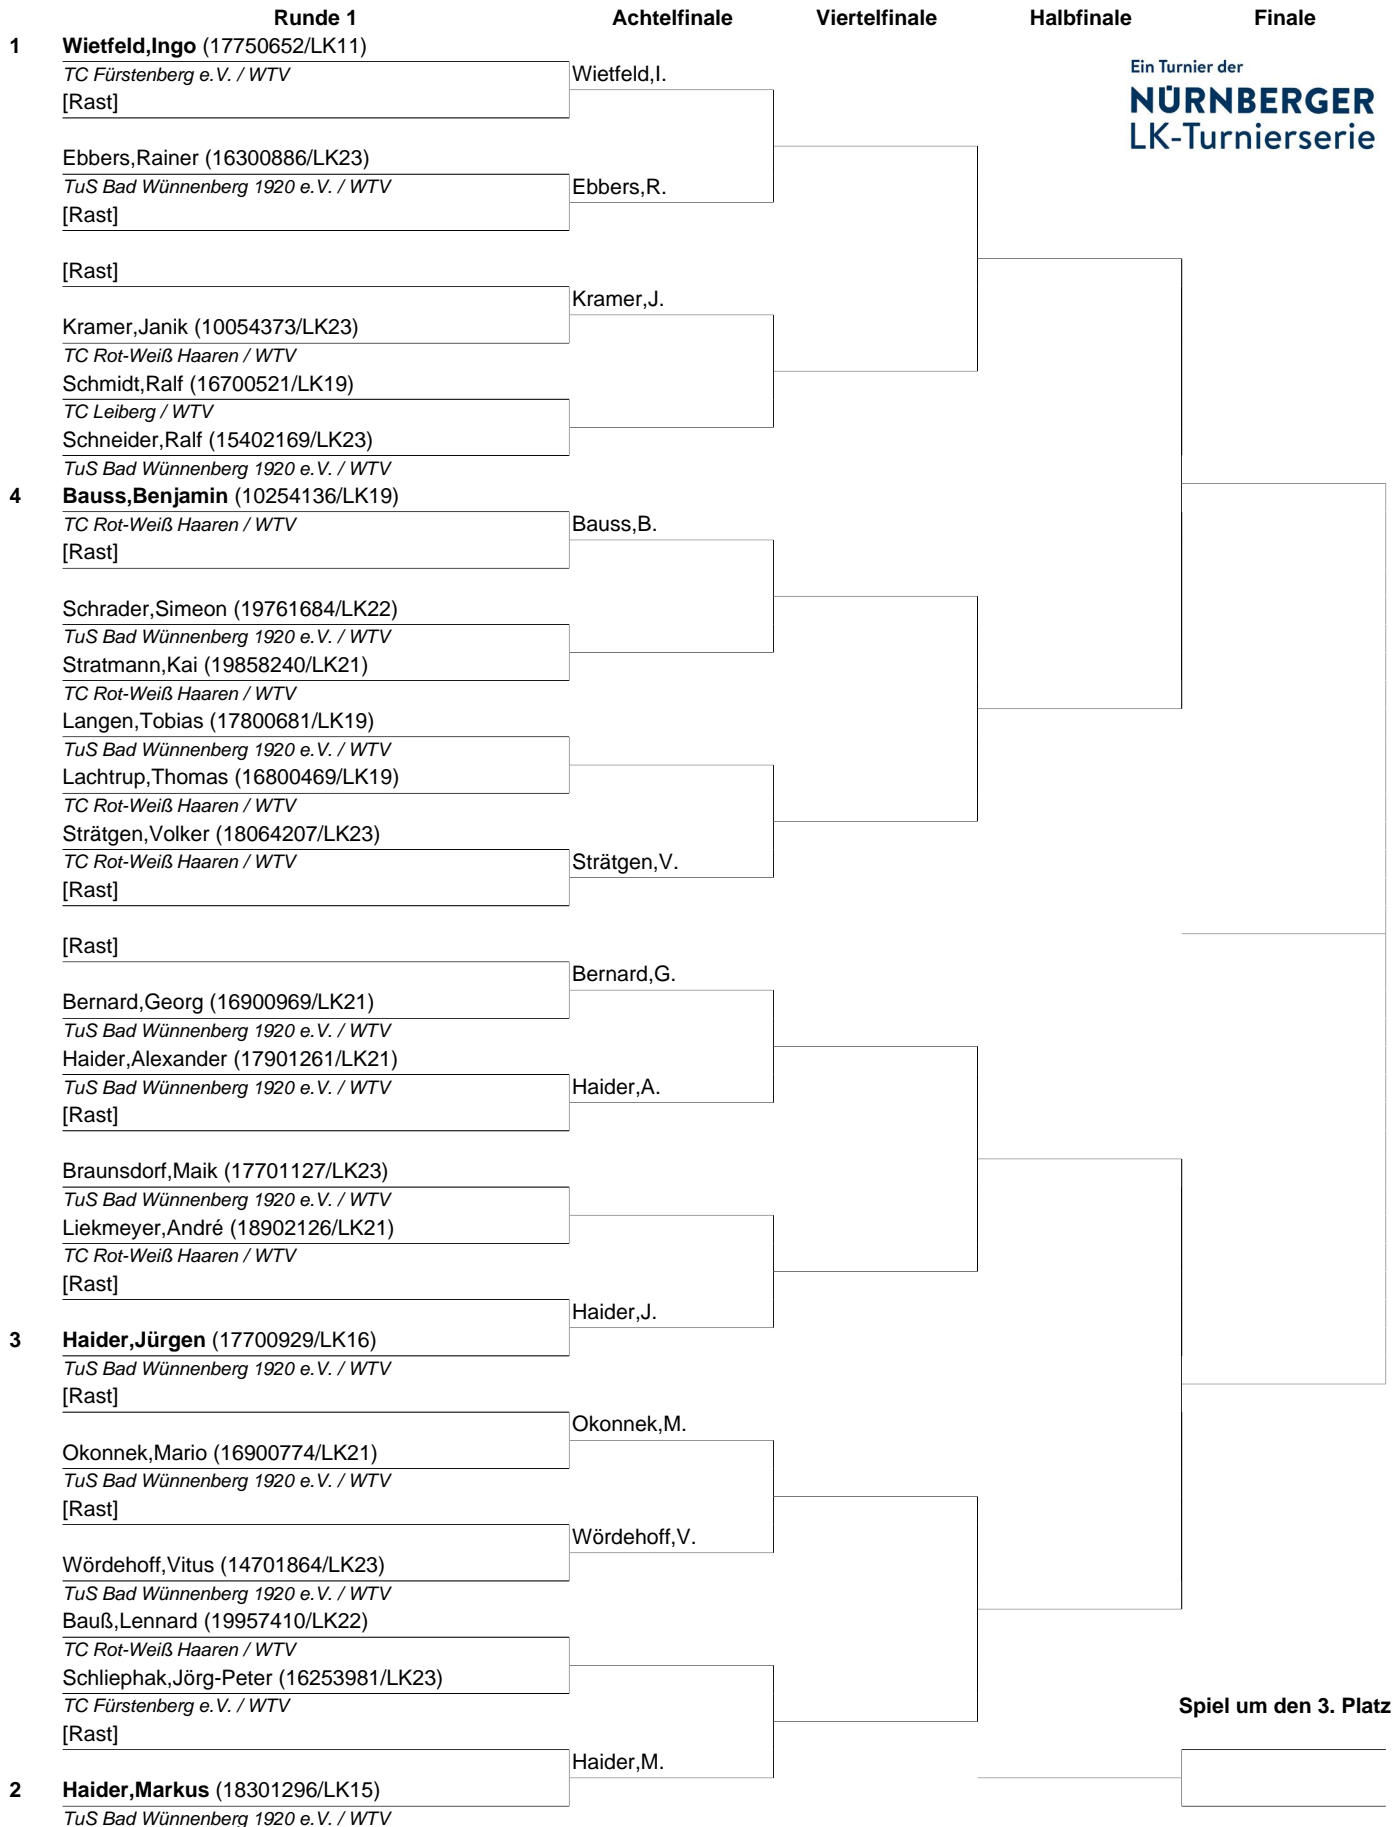 Runde 1 Achtelfinale Viertelfinale Halbfinale Finale
1 Wietfeld,Ingo (17750652/LK11)
Ein Turnier der
TC Fürstenberg e.V. / WTV Wietfeld,I.
NÜRNBERGER
[Rast]
LK-Turnierserie
Ebbers,Rainer (16300886/LK23)
TuS Bad Wünnenberg 1920 e.V. / WTV Ebbers,R.
[Rast]
[Rast]
Kramer,J.
Kramer,Janik (10054373/LK23)
TC Rot-Weiß Haaren / WTV
Schmidt,Ralf (16700521/LK19)
TC Leiberg / WTV
Schneider,Ralf (15402169/LK23)
TuS Bad Wünnenberg 1920 e.V. / WTV
4 Bauss,Benjamin (10254136/LK19)
TC Rot-Weiß Haaren / WTV Bauss,B.
[Rast]
Schrader,Simeon (19761684/LK22)
TuS Bad Wünnenberg 1920 e.V. / WTV
Stratmann,Kai (19858240/LK21)
TC Rot-Weiß Haaren / WTV
Langen,Tobias (17800681/LK19)
TuS Bad Wünnenberg 1920 e.V. / WTV
Lachtrup,Thomas (16800469/LK19)
TC Rot-Weiß Haaren / WTV
Strätgen,Volker (18064207/LK23)
TC Rot-Weiß Haaren / WTV Strätgen,V.
[Rast]
[Rast]
Bernard,G.
Bernard,Georg (16900969/LK21)
TuS Bad Wünnenberg 1920 e.V. / WTV
Haider,Alexander (17901261/LK21)
TuS Bad Wünnenberg 1920 e.V. / WTV Haider,A.
[Rast]
Braunsdorf,Maik (17701127/LK23)
TuS Bad Wünnenberg 1920 e.V. / WTV
Liekmeyer,André (18902126/LK21)
TC Rot-Weiß Haaren / WTV
[Rast]
Haider,J.
3 Haider,Jürgen (17700929/LK16)
TuS Bad Wünnenberg 1920 e.V. / WTV
[Rast]
Okonnek,M.
Okonnek,Mario (16900774/LK21)
TuS Bad Wünnenberg 1920 e.V. / WTV
[Rast]
Wördehoff,V.
Wördehoff,Vitus (14701864/LK23)
TuS Bad Wünnenberg 1920 e.V. / WTV
Bauß,Lennard (19957410/LK22)
TC Rot-Weiß Haaren / WTV
Schliephak,Jörg-Peter (16253981/LK23)
TC Fürstenberg e.V. / WTV Spiel um den 3. Platz
[Rast]
Haider,M.
2 Haider,Markus (18301296/LK15)
TuS Bad Wünnenberg 1920 e.V. / WTV